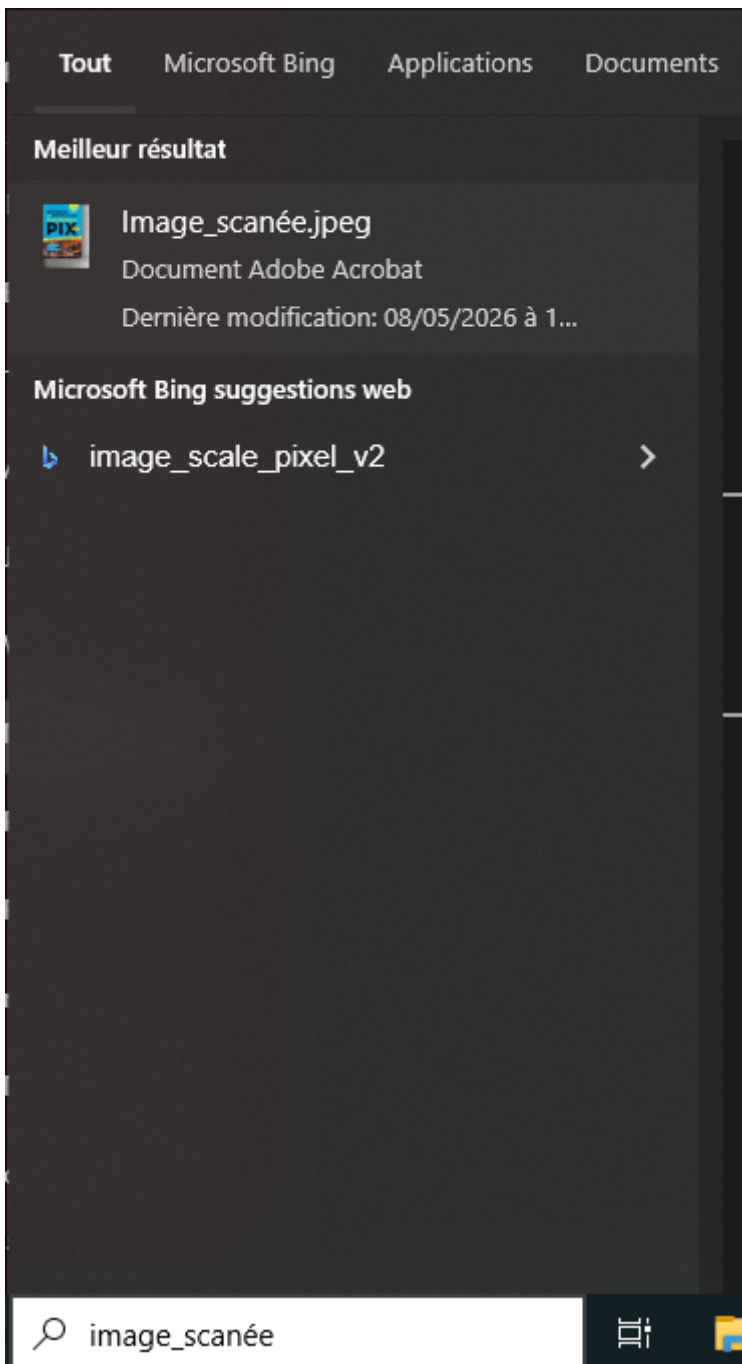 Tout Microsoft Bing Applications Documents
Meilleur résultat
PIX
Image_scanée.jpeg
Document Adobe Acrobat
Dernière modification: 08/05/2026 à 1...
Microsoft Bing suggestions web
image_scale_pixel_v2
image_scanée